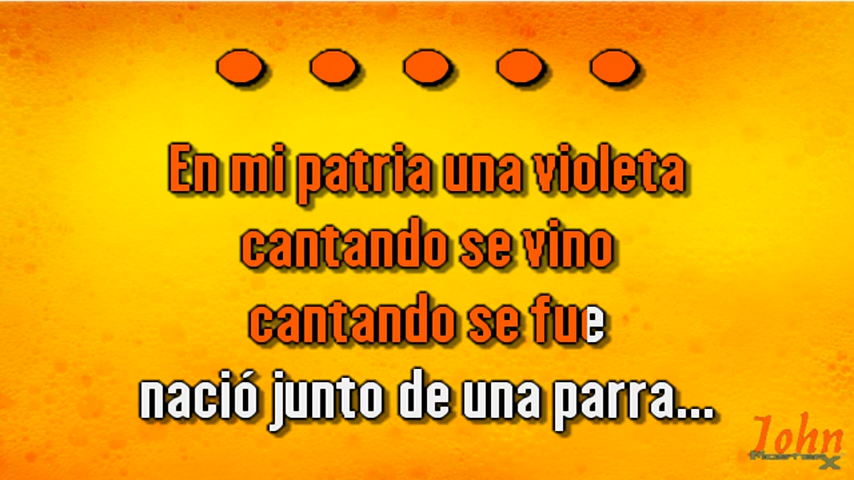 En mi patria una violeta
cantando se vino
cantando se fue
nació junto de una parra...
John